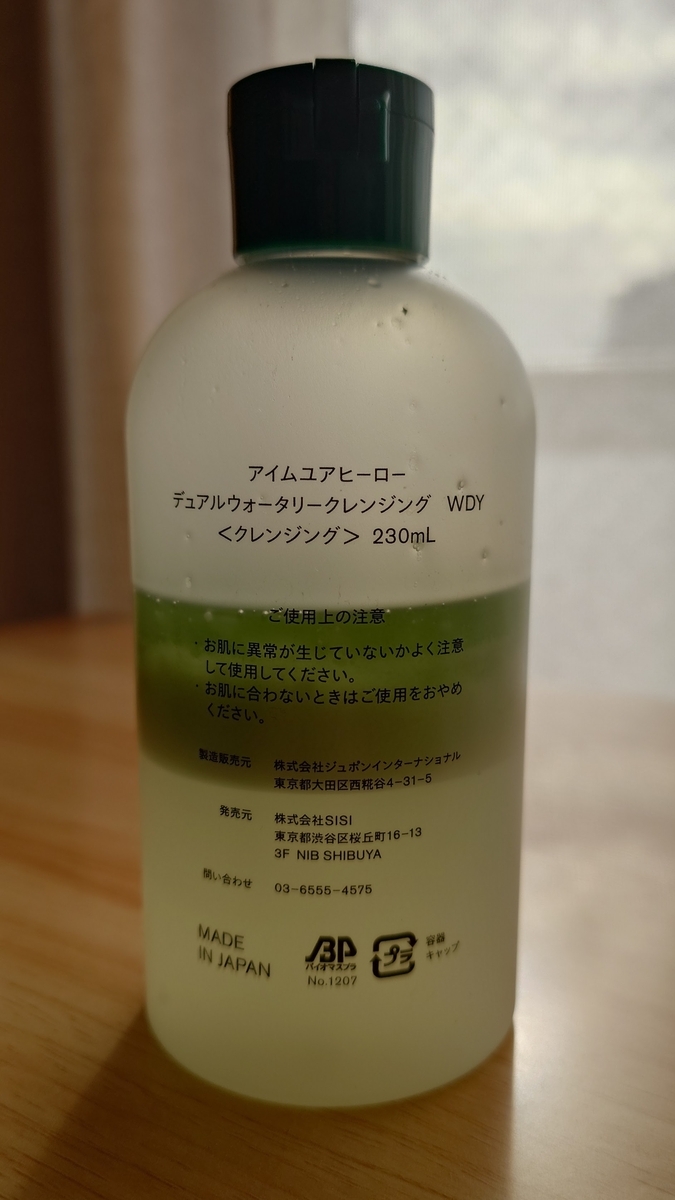 アイムユアヒーロー
デュアルウォータリークレンジング WDY
＜クレンジング＞ 230mL
ご使用上の注意
・お肌に異常が生じていないかよく注意
して使用してください。
・お肌に合わないときはご使用をおやめ
ください。
製造販売元 株式会社ジュポンインターナショナル
東京都大田区西糀谷4-31-5
発売元 株式会社SISI
東京都渋谷区桜丘町16-13
3F NIB SHIBUYA
問い合わせ 03-6555-4575
MADE
IN JAPAN
BP
バイオマスプラ
No.1207
プラ
容器
キャップ